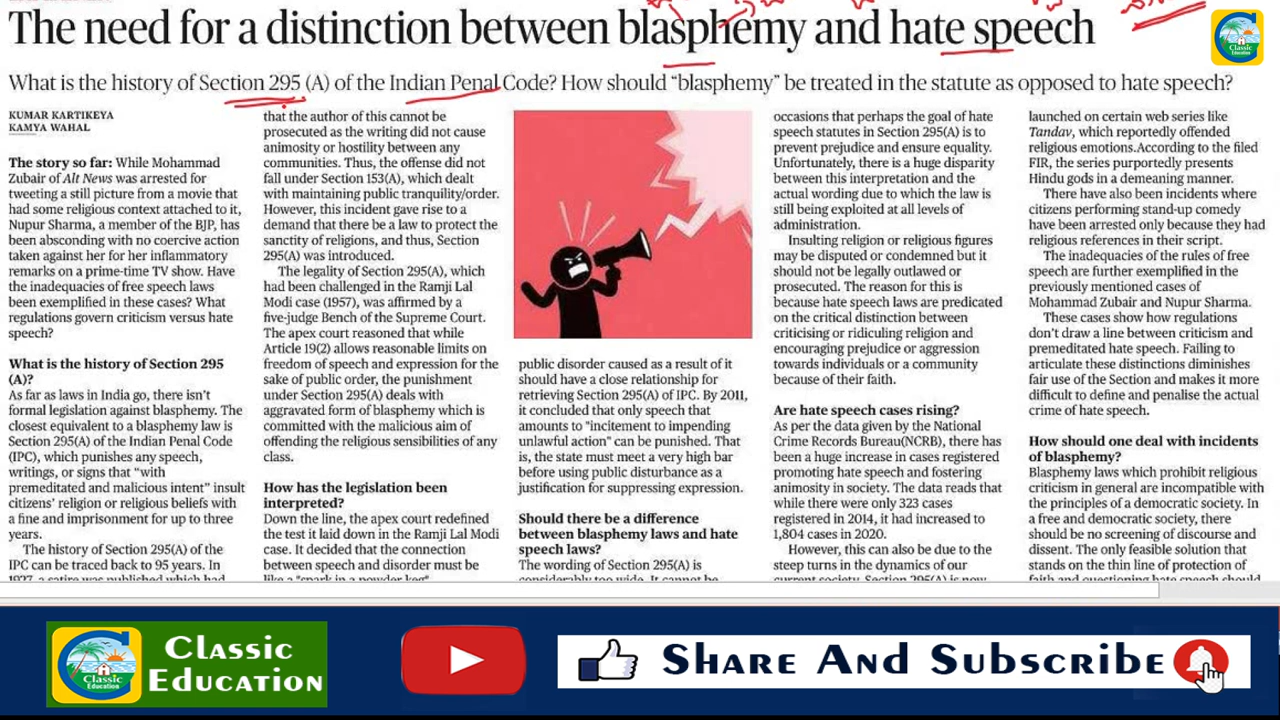 The need for a distinction between blasphemy and hate speech
What is the history of Section 295 (A) of the Indian Penal Code? How should "blasphemy" be treated in the statute as opposed to hate speech?
KUMAR KARTIKEYA
KAMYA WAHAL
The story so far: While Mohammad
Zubair of Alt News was arrested for
tweeting a still picture from a movie that
had some religious context attached to it,
Nupur Sharma, a member of the BJP, has
been absconding with no coercive action
taken against her for her inflammatory
remarks on a prime-time TV show. Have
the inadequacies of free speech laws
been exemplified in these cases? What
regulations govern criticism versus hate
speech?
What is the history of Section 295
(A)?
As far as laws in India go, there isn't
formal legislation against blasphemy. The
closest equivalent to a blasphemy law is
Section 295(A) of the Indian Penal Code
(IPC), which punishes any speech,
writings, or signs that "with
premeditated and malicious intent" insult
citizens' religion or religious beliefs with
a fine and imprisonment for up to three
years.
The history of Section 295(A) of the
IPC can be traced back to 95 years. In
1927, a satire was published which had
that the author of this cannot be
prosecuted as the writing did not cause
animosity or hostility between any
communities. Thus, the offense did not
fall under Section 153(A), which dealt
with maintaining public tranquility/order.
However, this incident gave rise to a
demand that there be a law to protect the
sanctity of religions, and thus, Section
295(A) was introduced.
The legality of Section 295(A), which
had been challenged in the Ramji Lal
Modi case (1957), was affirmed by a
five-judge Bench of the Supreme Court.
The apex court reasoned that while
Article 19(2) allows reasonable limits on
freedom of speech and expression for the
sake of public order, the punishment
under Section 295(A) deals with
aggravated form of blasphemy which is
committed with the malicious aim of
offending the religious sensibilities of any
class.
How has the legislation been
interpreted?
Down the line, the apex court redefined
the test it laid down in the Ramji Lal Modi
case. It decided that the connection
between speech and disorder must be
like a "spark in a powder keg".
public disorder caused as a result of it
should have a close relationship for
retrieving Section 295(A) of IPC. By 2011,
it concluded that only speech that
amounts to "incitement to impending
unlawful action" can be punished. That
is, the state must meet a very high bar
before using public disturbance as a
justification for suppressing expression.
Should there be a difference
between blasphemy laws and hate
speech laws?
The wording of Section 295(A) is
considerably too wide. It cannot be
occasions that perhaps the goal of hate
speech statutes in Section 295(A) is to
prevent prejudice and ensure equality.
Unfortunately, there is a huge disparity
between this interpretation and the
actual wording due to which the law is
still being exploited at all levels of
administration.
Insulting religion or religious figures
may be disputed or condemned but it
should not be legally outlawed or
prosecuted. The reason for this is
because hate speech laws are predicated
on the critical distinction between
criticising or ridiculing religion and
encouraging prejudice or aggression
towards individuals or a community
because of their faith.
Are hate speech cases rising?
As per the data given by the National
Crime Records Bureau(NCRB), there has
been a huge increase in cases registered
promoting hate speech and fostering
animosity in society. The data reads that
while there were only 323 cases
registered in 2014, it had increased to
1,804 cases in 2020.
However, this can also be due to the
steep turns in the dynamics of our
current society. Section 295(A) is now
launched on certain web series like
Tandav, which reportedly offended
religious emotions.According to the filed
FIR, the series purportedly presents
Hindu gods in a demeaning manner.
There have also been incidents where
citizens performing stand-up comedy
have been arrested only because they had
religious references in their script.
The inadequacies of the rules of free
speech are further exemplified in the
previously mentioned cases of
Mohammad Zubair and Nupur Sharma.
These cases show how regulations
don't draw a line between criticism and
premeditated hate speech. Failing to
articulate these distinctions diminishes
fair use of the Section and makes it more
difficult to define and penalise the actual
crime of hate speech.
How should one deal with incidents
of blasphemy?
Blasphemy laws which prohibit religious
criticism in general are incompatible with
the principles of a democratic society. In
a free and democratic society, there
should be no screening of discourse and
dissent. The only feasible solution that
stands on the thin line of protection of
faith and questioning hate speech should
Classic
Education
Classic
Education
Classic
Education
Share And Subscribe